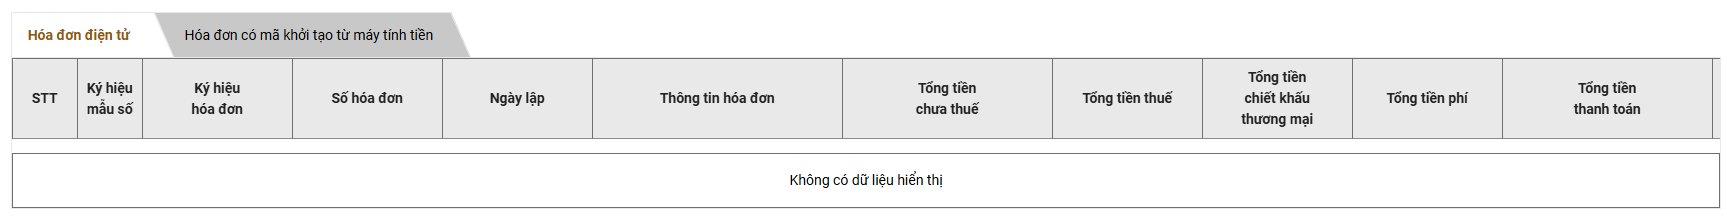 Hóa đơn điện tử
Hóa đơn có mã khởi tạo từ máy tính tiền
STT
Ký hiệu
mẫu số
Ký hiệu
hóa đơn
Số hóa đơn
Ngày lập
Thông tin hóa đơn
Tổng tiền
chưa thuế
Tổng tiền thuế
Tổng tiền
chiết khấu
thương mại
Tổng tiền phí
Tổng tiền
thanh toán
Không có dữ liệu hiển thị